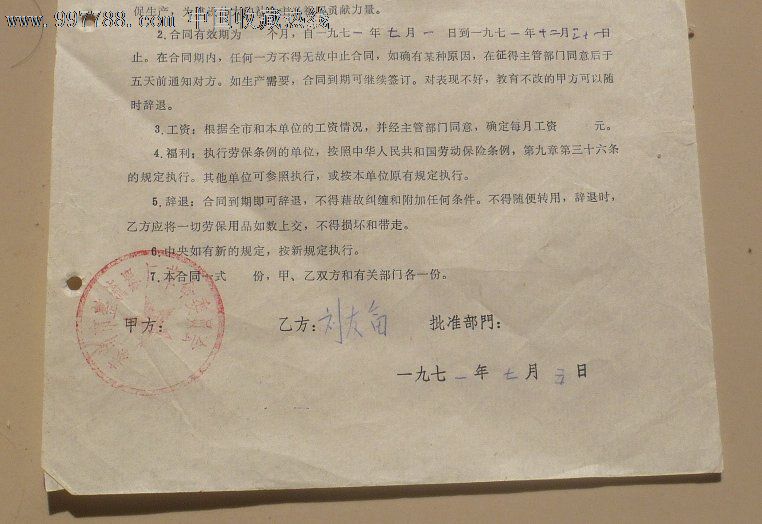 www.997788.com 中国收藏热线
2.合同有效期为　　个月，自一九七一年七月一日到一九七一年十二月三十一日
止。在合同期内，任何一方不得无故中止合同，如确有某种原因，在征得主管部门同意后于
五天前通知对方。如生产需要，合同到期可继续签订。对表现不好，教育不改的甲方可以随
时辞退。
3.工资：根据全市和本单位的工资情况，并经主管部门同意，确定每月工资　　元。
4.福利：执行劳保条例的单位，按照中华人民共和国劳动保险条例，第九章第三十六条
的规定执行。其他单位可参照执行，或按本单位原有规定执行。
5.辞退：合同到期即可辞退，不得藉故纠缠和附加任何条件。不得随便转用，辞退时，
乙方应将一切劳保用品如数上交，不得损坏和带走。
6.中央如有新的规定，按新规定执行。
7.本合同一式　　份，甲、乙双方和有关部门各一份。
甲方：　乙方：刘友　批准部門：
一九七一年七月　日